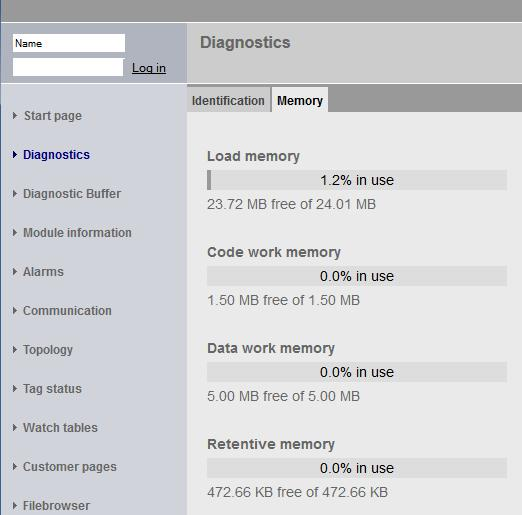 Name
Log in
Diagnostics
Identification
Memory
Start page
Diagnostics
Diagnostic Buffer
Module information
Alarms
Communication
Topology
Tag status
Watch tables
Customer pages
Filebrowser
Load memory
1.2% in use
23.72 MB free of 24.01 MB
Code work memory
0.0% in use
1.50 MB free of 1.50 MB
Data work memory
0.0% in use
5.00 MB free of 5.00 MB
Retentive memory
0.0% in use
472.66 KB free of 472.66 KB